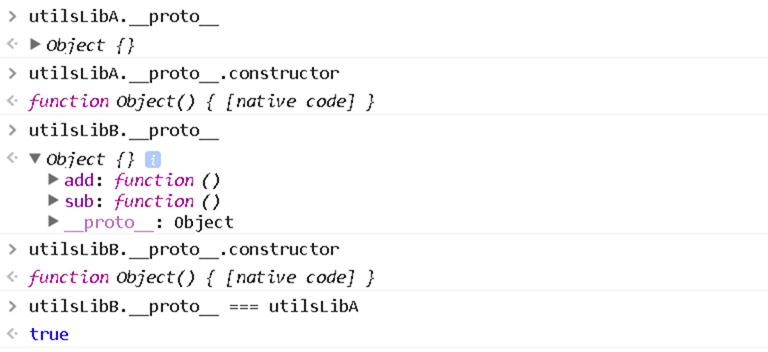 > utilsLibA.__proto__
<· ▶ Object {}
> utilsLibA.__proto__.constructor
<· function Object() { [native code] }
> utilsLibB.__proto__
<· ▼ Object {} i
▶ add: function ()
▶ sub: function ()
▶ __proto__: Object
> utilsLibB.__proto__.constructor
<· function Object() { [native code] }
> utilsLibB.__proto__ === utilsLibA
<· true